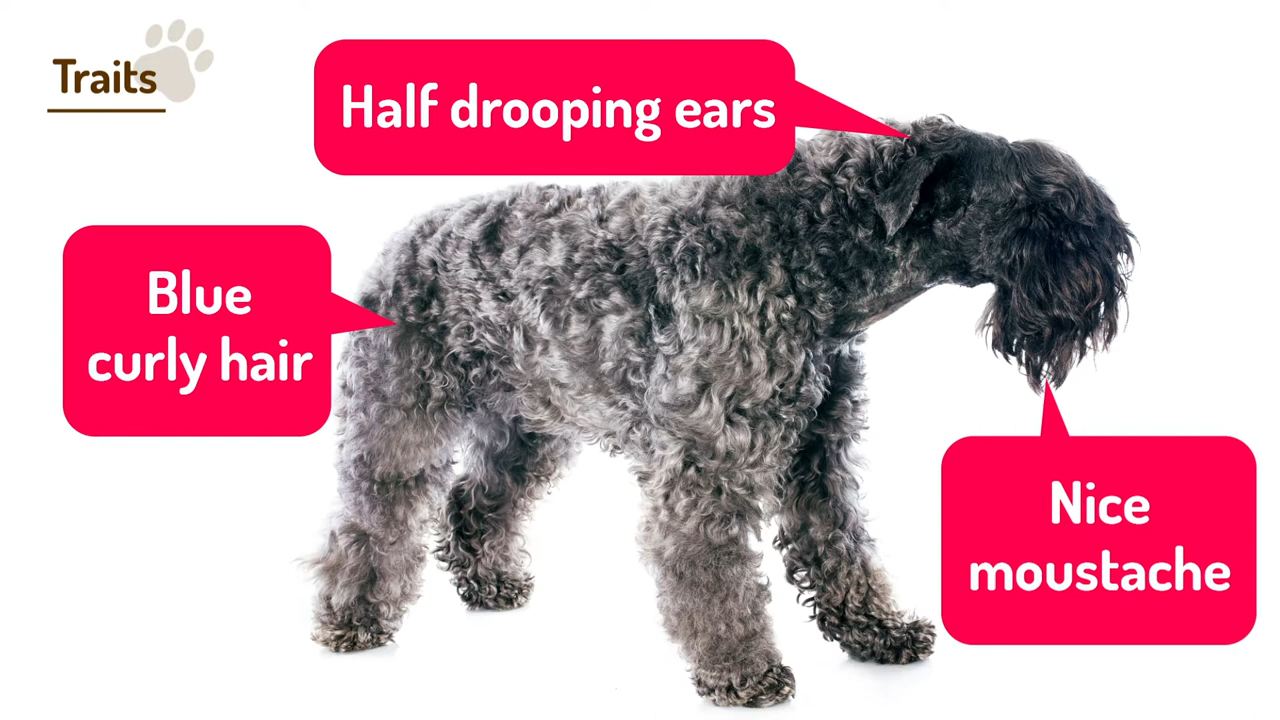 Traits
Half drooping ears
Blue
curly hair
Nice
moustache